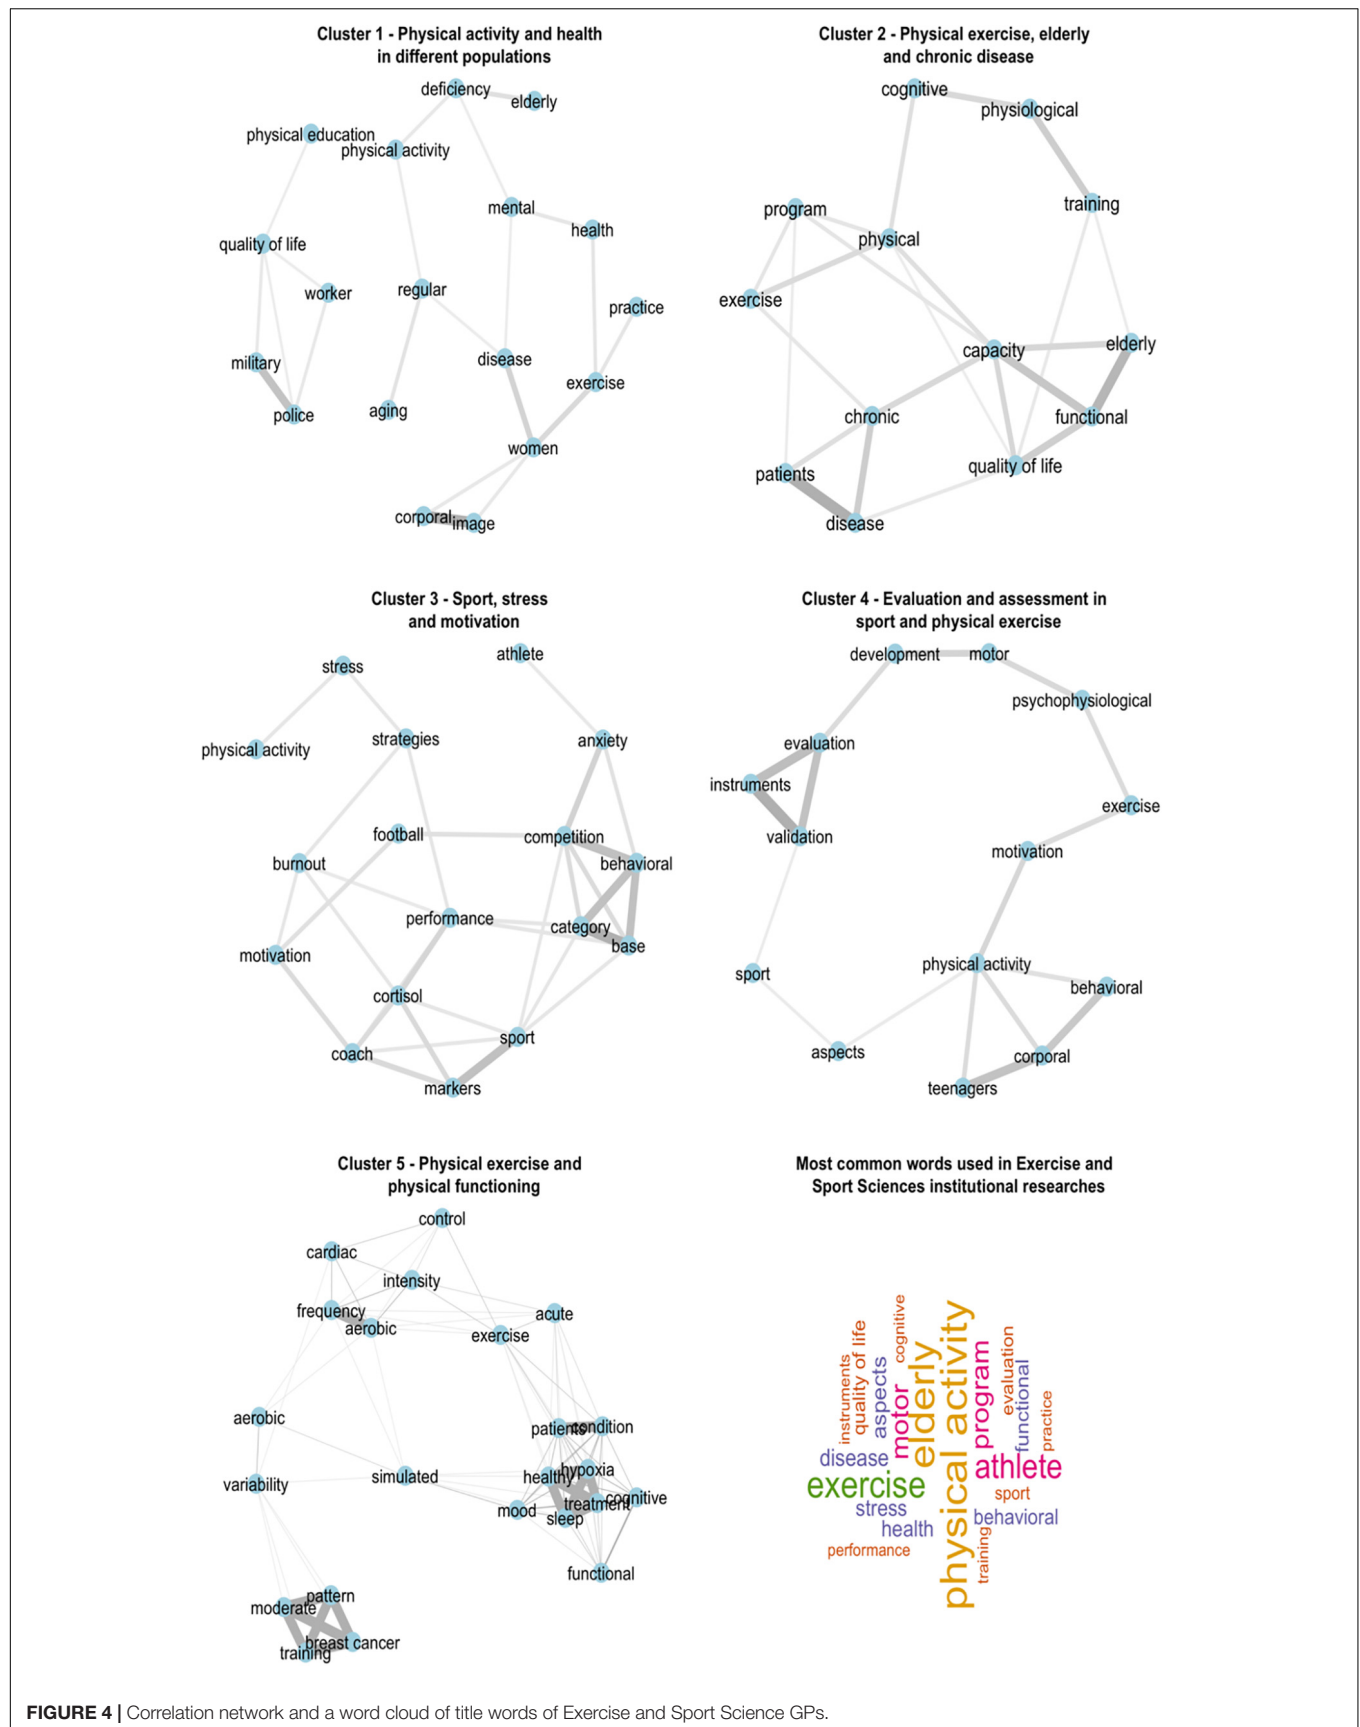 Cluster 1 - Physical activity and health
in different populations
deficiency
elderly
physical education
physical activity
mental
health
quality of life
worker
regular
practice
military
disease
exercise
police
aging
women
corporal
image
Cluster 2 - Physical exercise, elderly
and chronic disease
cognitive
physiological
program
training
physical
exercise
capacity
elderly
chronic
functional
patients
quality of life
disease
Cluster 3 - Sport, stress
and motivation
athlete
stress
physical activity
strategies
anxiety
football
competition
burnout
behavioral
performance
category
base
motivation
cortisol
sport
coach
markers
Cluster 4 - Evaluation and assessment in
sport and physical exercise
development
motor
psychophysiological
evaluation
instruments
exercise
validation
motivation
physical activity
sport
behavioral
aspects
corporal
teenagers
Cluster 5 - Physical exercise and
physical functioning
control
cardiac
intensity
frequency
aerobic
acute
exercise
aerobic
patients
condition
variability
simulated
healthy
hypoxia
mood
treatment
cognitive
sleep
functional
pattern
moderate
breast cancer
training
Most common words used in Exercise and
Sport Sciences institutional researches
instruments
quality of life
aspects
cognitive
motor
elderly
physical activity
program
evaluation
functional
practice
disease
athlete
exercise
sport
stress
behavioral
health
training
performance
FIGURE 4 | Correlation network and a word cloud of title words of Exercise and Sport Science GPs.